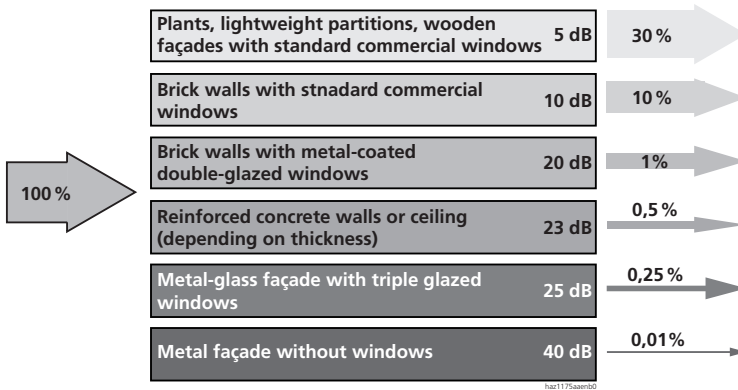 Plants, lightweight partitions, wooden
façades with standard commercial windows 5 dB 30 %
Brick walls with stnadard commercial
windows 10 dB 10 %
Brick walls with metal-coated
double-glazed windows 20 dB 1%
100 %
Reinforced concrete walls or ceiling
(depending on thickness) 23 dB 0,5 %
Metal-glass façade with triple glazed
windows 25 dB 0,25 %
Metal façade without windows 40 dB 0,01%
haz1175aaenb0